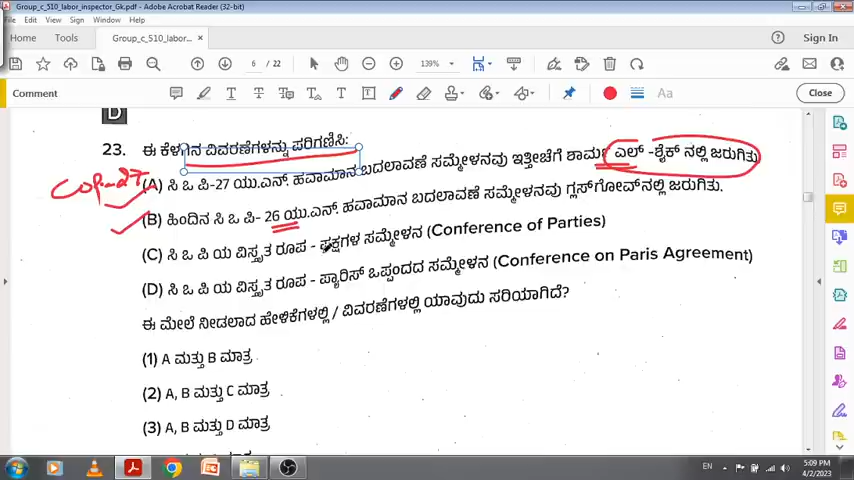 Group_c_510_labor_inspector_Gk.pdf - Adobe Acrobat Reader (32-bit)
File Edit View Sign Window Help
Home Tools Group_c_510_labor... × Sign In
6 / 22 139%
Comment Close
D
23. ಈ ಕೆಳಗಿನ ವಿವರಣೆಗಳನ್ನು ಪರಿಗಣಿಸಿ:
COP-27
(A) ಸಿ ಒ ಪಿ-27 ಯು.ಎನ್. ಹವಾಮಾನ ಬದಲಾವಣೆ ಸಮ್ಮೇಳನವು ಇತ್ತೀಚೆಗೆ ಶಾರ್ಮ ಎಲ್ -ಶೈಕ್ ನಲ್ಲಿ ಜರುಗಿತು
(B) ಹಿಂದಿನ ಸಿ ಒ ಪಿ- 26 ಯು.ಎನ್. ಹವಾಮಾನ ಬದಲಾವಣೆ ಸಮ್ಮೇಳನವು ಗ್ಲಸ್‌ಗೋವ್‌ನಲ್ಲಿ ಜರುಗಿತು.
(C) ಸಿ ಒ ಪಿ ಯ ವಿಸ್ತೃತ ರೂಪ - ಪಕ್ಷಗಳ ಸಮ್ಮೇಳನ (Conference of Parties)
(D) ಸಿ ಒ ಪಿ ಯ ವಿಸ್ತೃತ ರೂಪ - ಪ್ಯಾರಿಸ್ ಒಪ್ಪಂದದ ಸಮ್ಮೇಳನ (Conference on Paris Agreement)
ಈ ಮೇಲೆ ನೀಡಲಾದ ಹೇಳಿಕೆಗಳಲ್ಲಿ / ವಿವರಣೆಗಳಲ್ಲಿ ಯಾವುದು ಸರಿಯಾಗಿದೆ?
(1) A ಮತ್ತು B ಮಾತ್ರ
(2) A, B ಮತ್ತು C ಮಾತ್ರ
(3) A, B ಮತ್ತು D ಮಾತ್ರ
EN 5:09 PM
4/2/2023